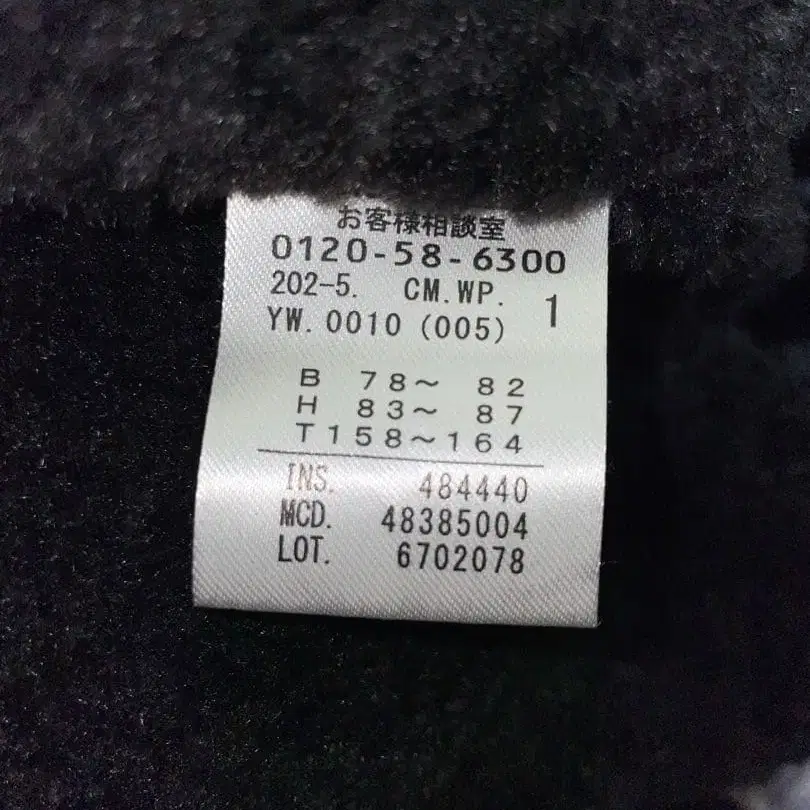 お客様相談室
0120-58-6300
202-5. CM.WP. 1
YW. 0010 (005)
B 78～ 82
H 83～ 87
T158～164
INS. 484440
MCD. 48385004
LOT. 6702078